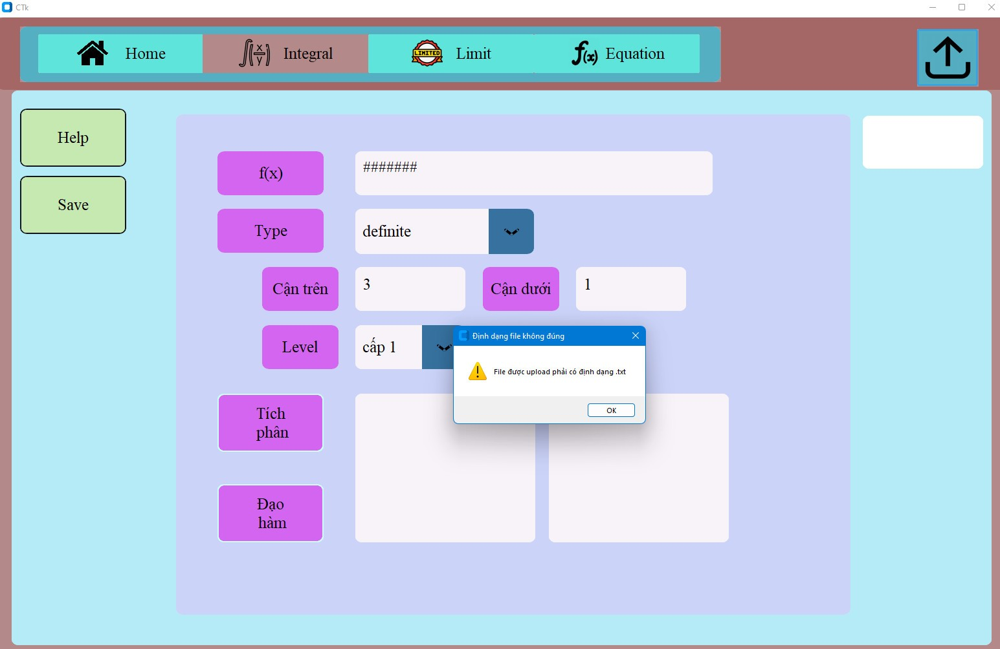 CTk
Home
Integral
LIMITED
Limit
f(x)
Equation
x
y
Help
Save
f(x)
#######
Type
definite
Cận trên
3
Cận dưới
1
Level
cấp 1
Định dạng file không đúng
File được upload phải có định dạng .txt
OK
Tích
phân
Đạo
hàm